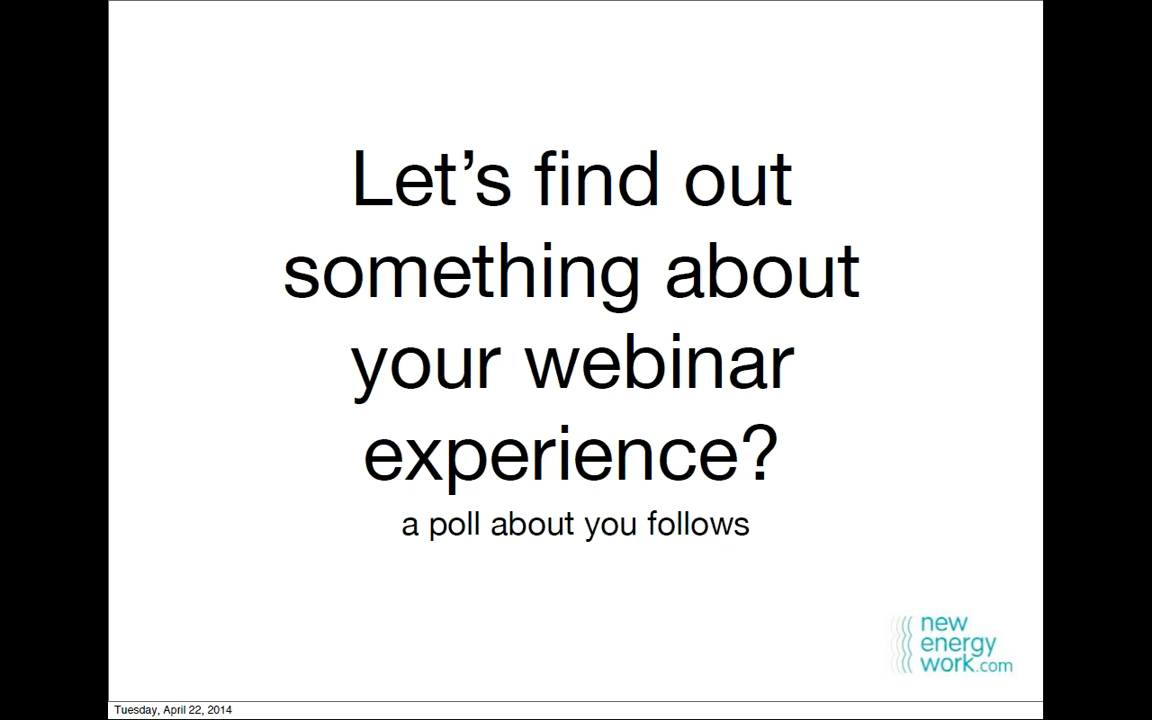 Let’s find out
something about
your webinar
experience?
a poll about you follows
new
energy
work.com
Tuesday, April 22, 2014